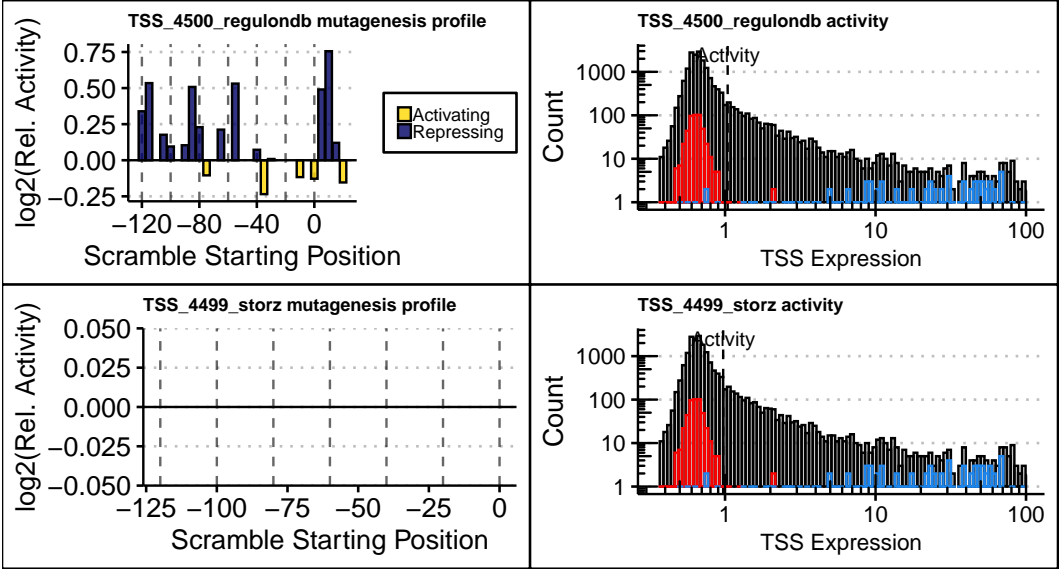 TSS_4500_regulondb mutagenesis profile
log2(Rel. Activity)
0.75
0.50
0.25
0.00
−0.25
−120
−80
−40
0
Scramble Starting Position
Activating
Repressing
TSS_4500_regulondb activity
Activity
Count
1000
100
10
1
1
10
100
TSS Expression
TSS_4499_storz mutagenesis profile
log2(Rel. Activity)
0.050
0.025
0.000
−0.025
−0.050
−125
−100
−75
−50
−25
0
Scramble Starting Position
TSS_4499_storz activity
Activity
Count
1000
100
10
1
1
10
100
TSS Expression